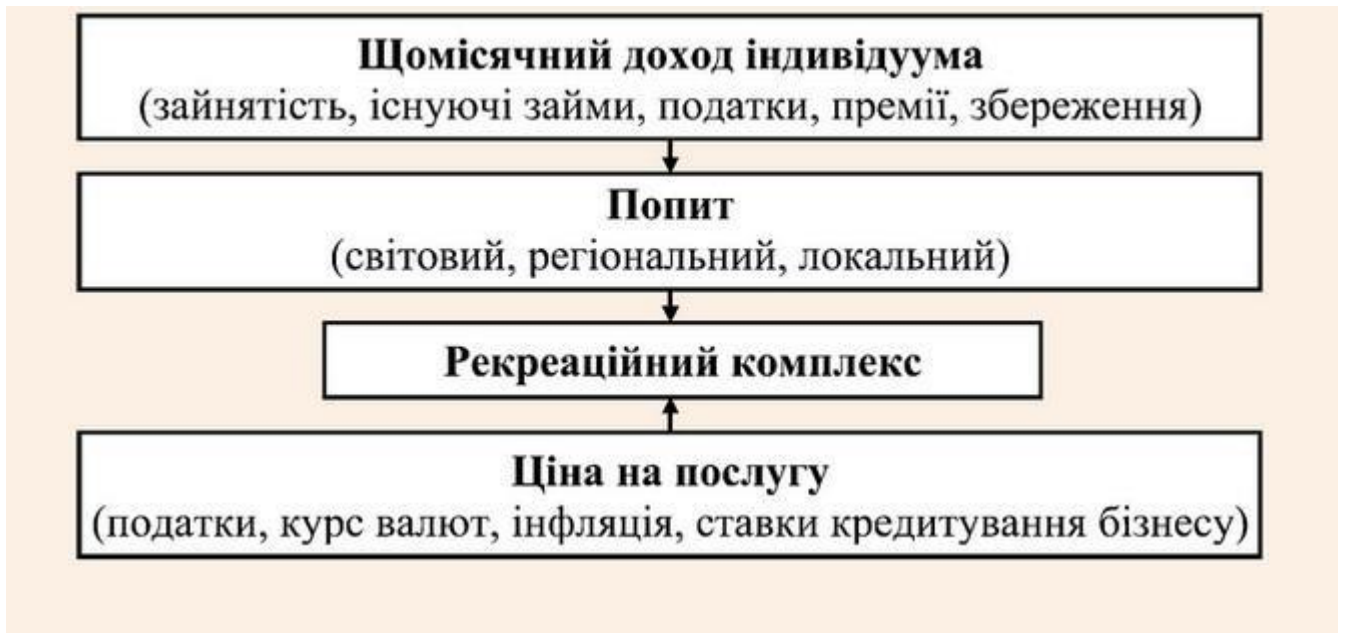 Щомісячний доход індивідуума
(зайнятість, існуючі займи, податки, премії, збереження)
Попит
(світовий, регіональний, локальний)
Рекреаційний комплекс
Ціна на послугу
(податки, курс валют, інфляція, ставки кредитування бізнесу)